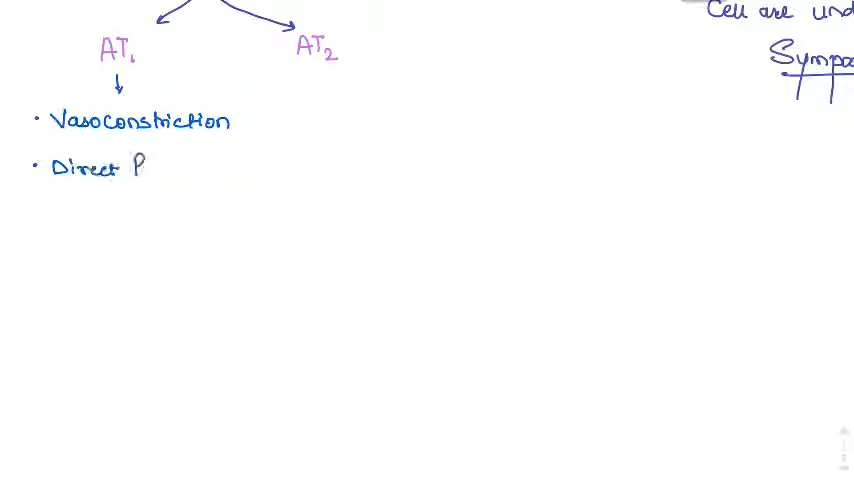 Cell are und
AT₁
AT₂
Sympa
• Vasoconstriction
• Direct P